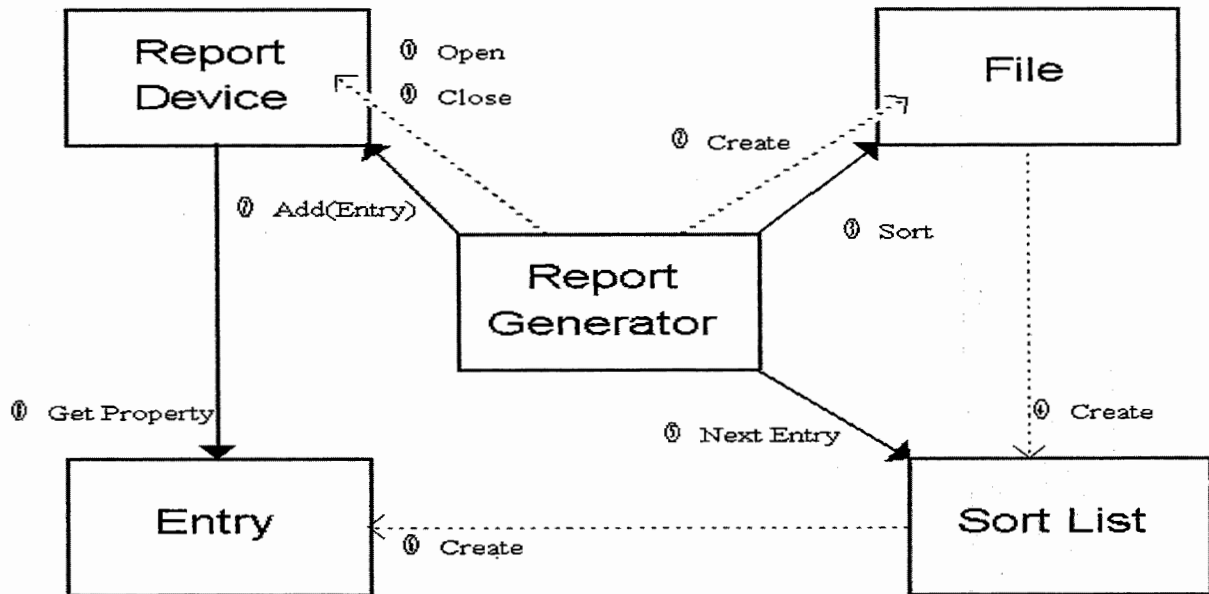 Report
Device
① Open
⑨ Close
File
② Create
⑦ Add(Entry)
③ Sort
Report
Generator
⑧ Get Property
⑤ Next Entry
④ Create
Entry
⑥ Create
Sort List